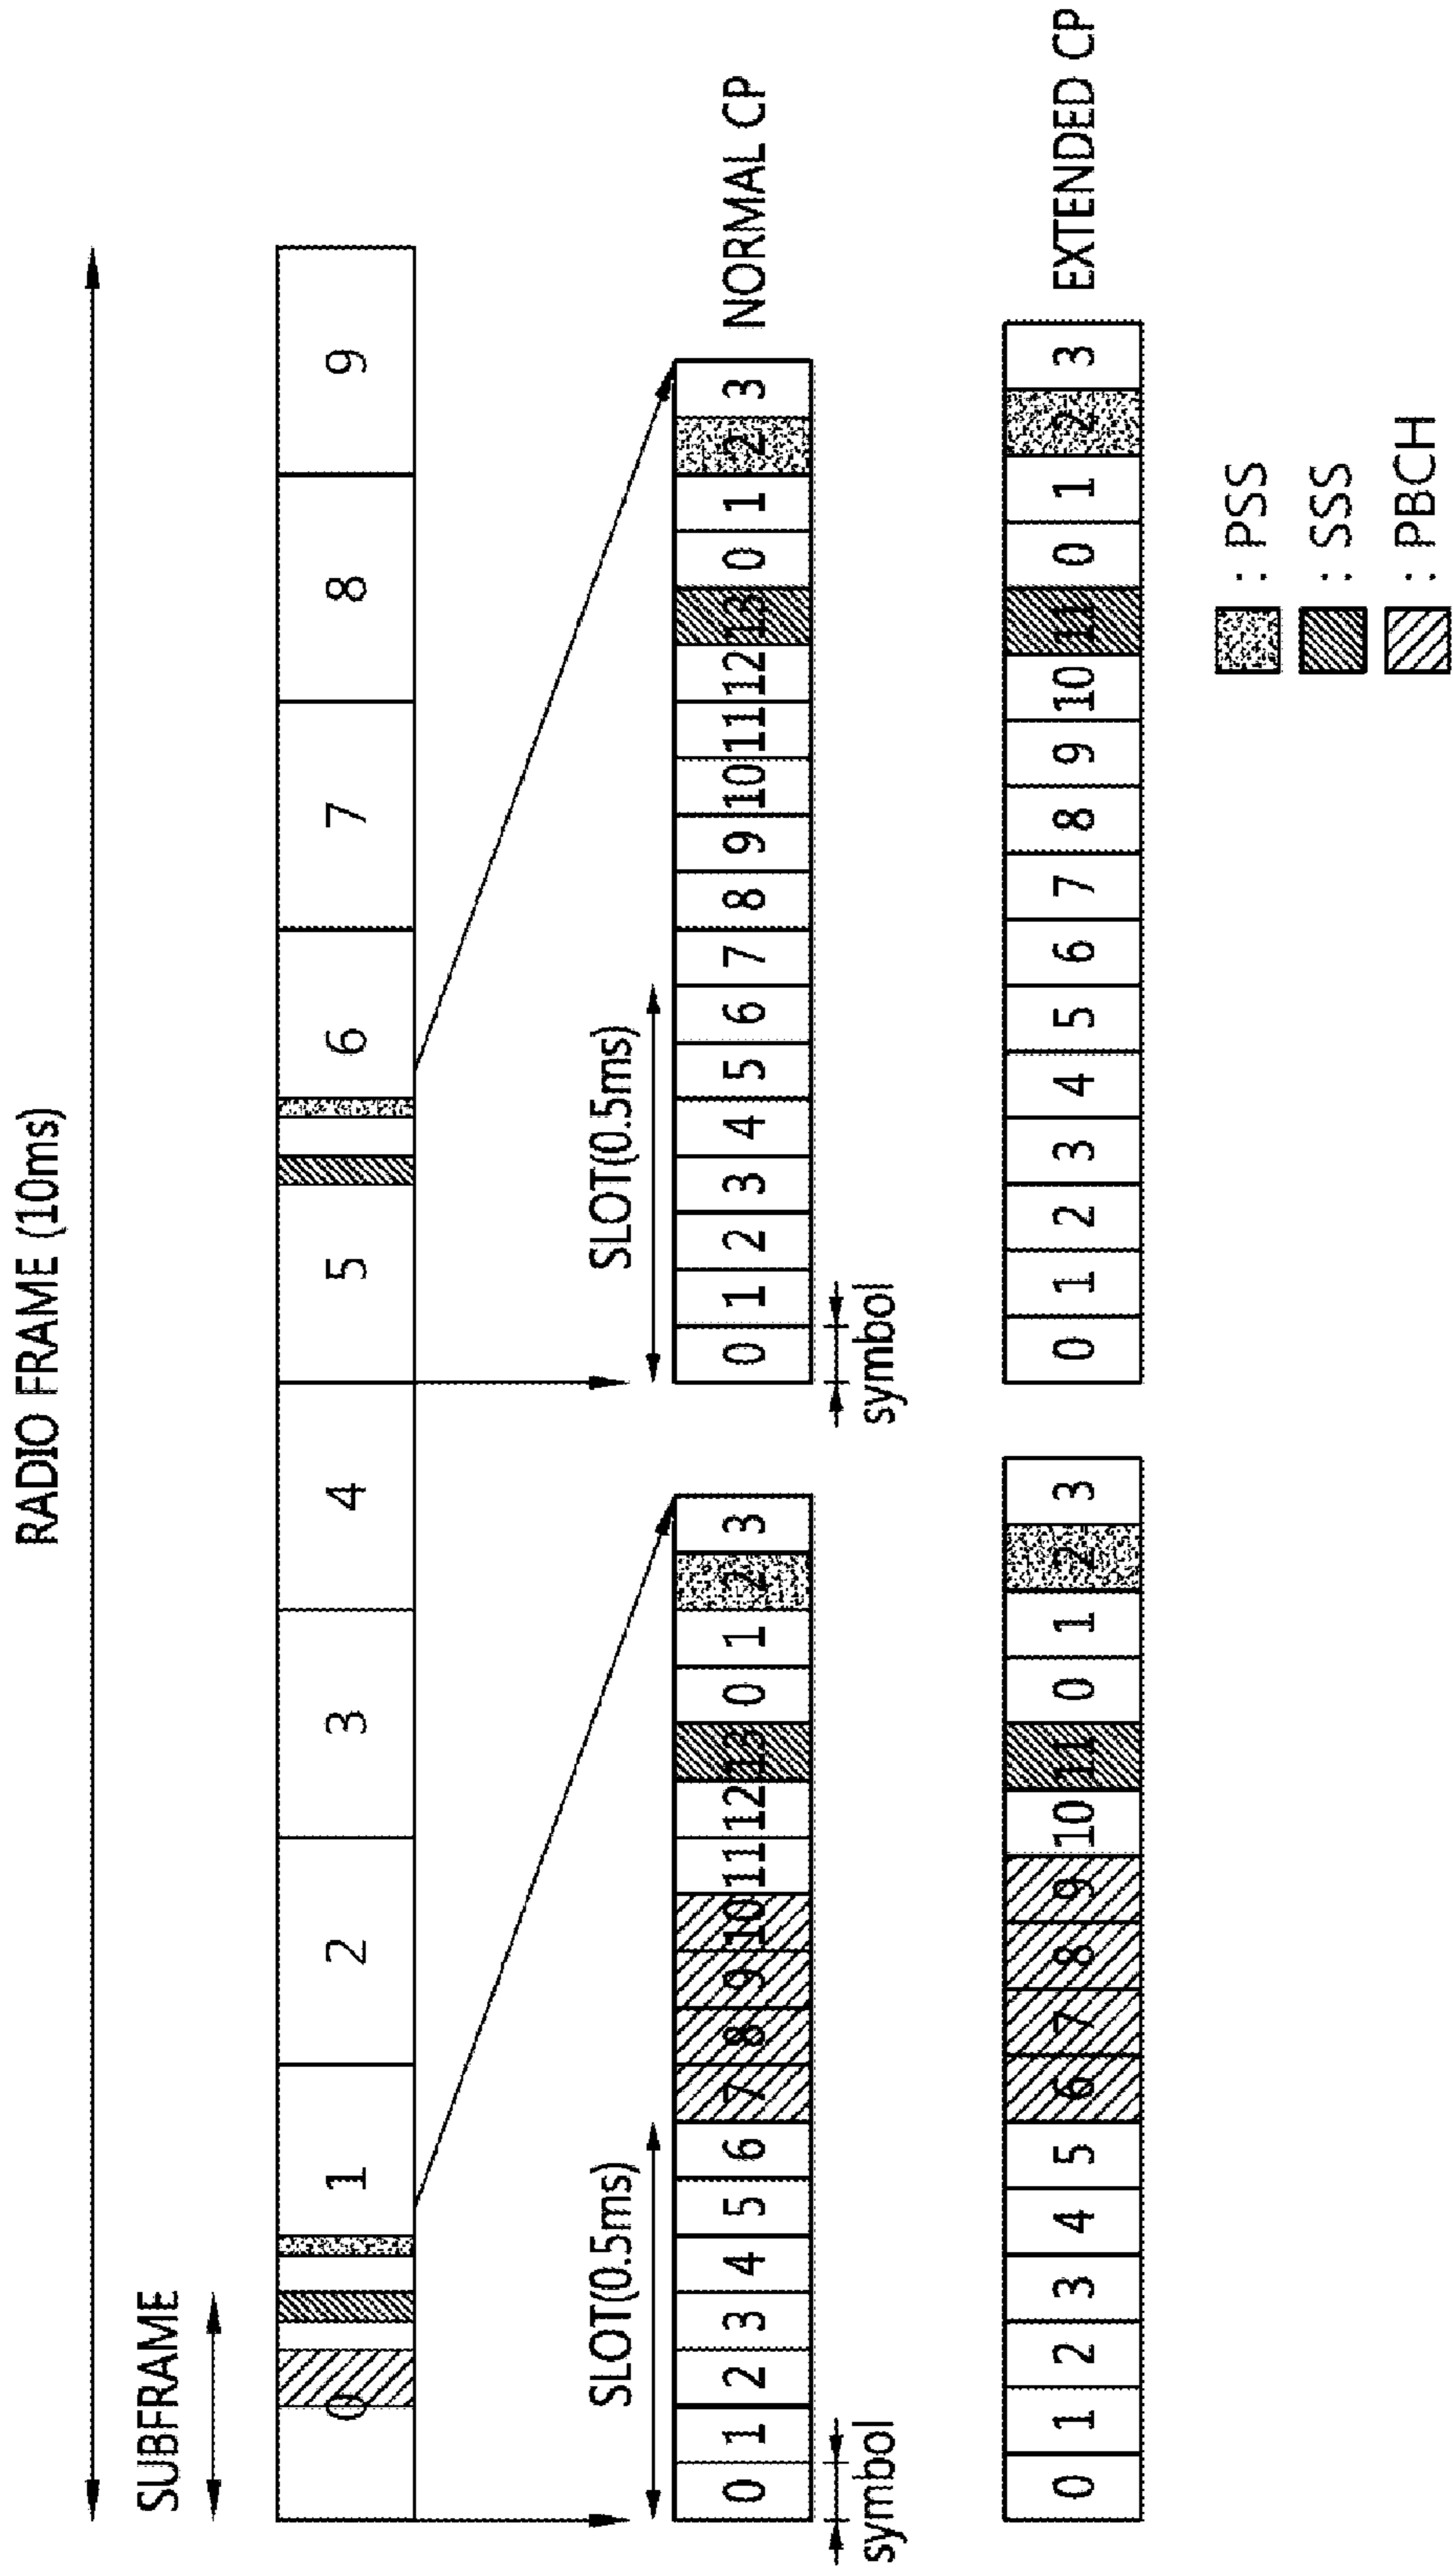 RADIO FRAME (10ms)
SUBFRAME
0 1 2 3 4 5 6 7 8 9
SLOT(0.5ms) SLOT(0.5ms)
0 1 2 3 4 5 6 7 8 9 10 11 12 13 0 1 2 3 0 1 2 3 4 5 6 7 8 9 10 11 12 13 0 1 2 3 NORMAL CP
symbol symbol
0 1 2 3 4 5 6 7 8 9 10 11 0 1 2 3 0 1 2 3 4 5 6 7 8 9 10 11 0 1 2 3 EXTENDED CP
: PSS
: SSS
: PBCH